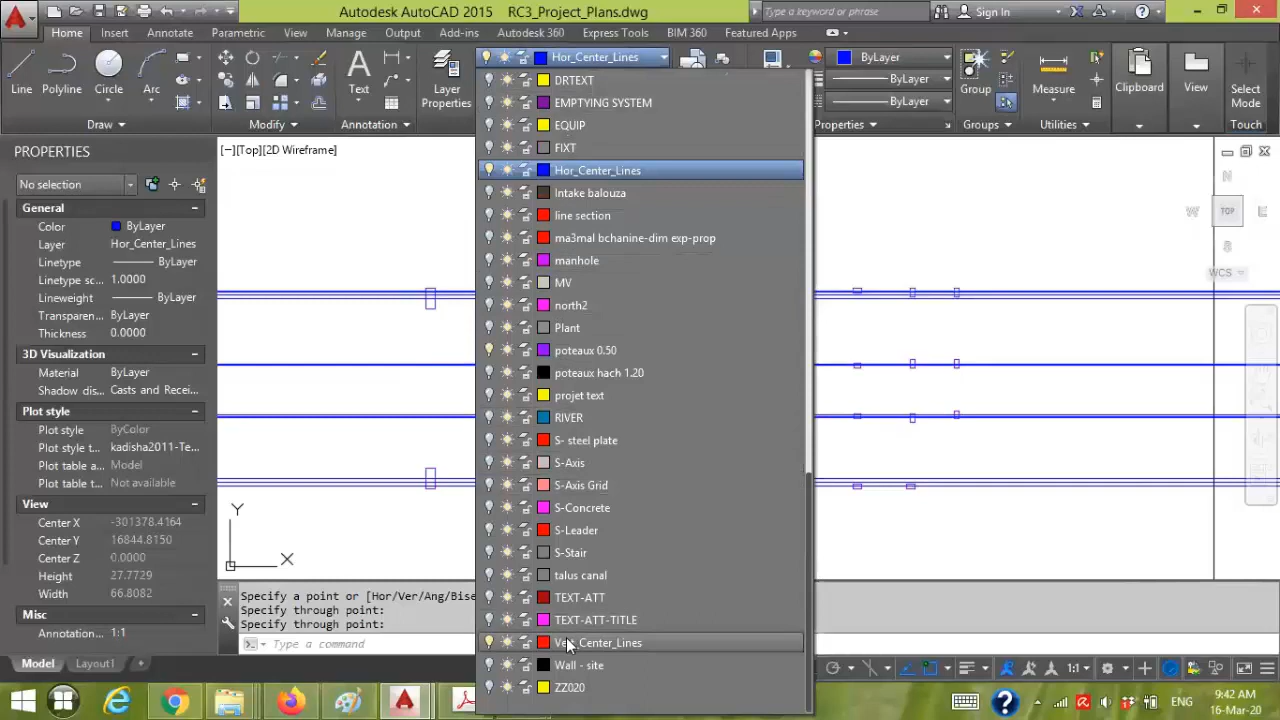 Autodesk AutoCAD 2015 RC3_Project_Plans.dwg
Type a keyword or phrase
Sign In
Home Insert Annotate Parametric View Manage Output Add-ins Autodesk 360 Express Tools BIM 360 Featured Apps
Line Polyline Circle Arc
Text
Layer Properties
Hor_Center_Lines
ByLayer
ByLayer
ByLayer
Group
Measure
Clipboard
View
Select Mode
Draw Modify Annotation Properties Groups Utilities Touch
PROPERTIES
No selection
General
Color ByLayer
Layer Hor_Center_Lines
Linetype ByLayer
Linetype sc... 1.0000
Lineweight ByLayer
Transparen... ByLayer
Thickness 0.0000
3D Visualization
Material ByLayer
Shadow dis... Casts and Recei...
Plot style
Plot style ByColor
Plot style t... kadisha2011-Te...
Plot table a... Model
Plot table t... Not available
View
Center X -301378.4164
Center Y 16844.8150
Center Z 0.0000
Height 27.7729
Width 66.8082
Misc
Annotation... 1:1
[−][Top][2D Wireframe]
DRTEXT
EMPTYING SYSTEM
EQUIP
FIXT
Hor_Center_Lines
Intake balouza
line section
ma3mal bchanine-dim exp-prop
manhole
MV
north2
Plant
poteaux 0.50
poteaux hach 1.20
projet text
RIVER
S- steel plate
S-Axis
S-Axis Grid
S-Concrete
S-Leader
S-Stair
talus canal
TEXT-ATT
TEXT-ATT-TITLE
Center_Lines
Wall - site
ZZ020
N
W TOP E
S
WCS
Y
X
Specify a point or [Hor/Ver/Ang/Bise
Specify through point:
Specify through point:
Type a command
Model Layout1 +
1:1
9:42 AM
16-Mar-20